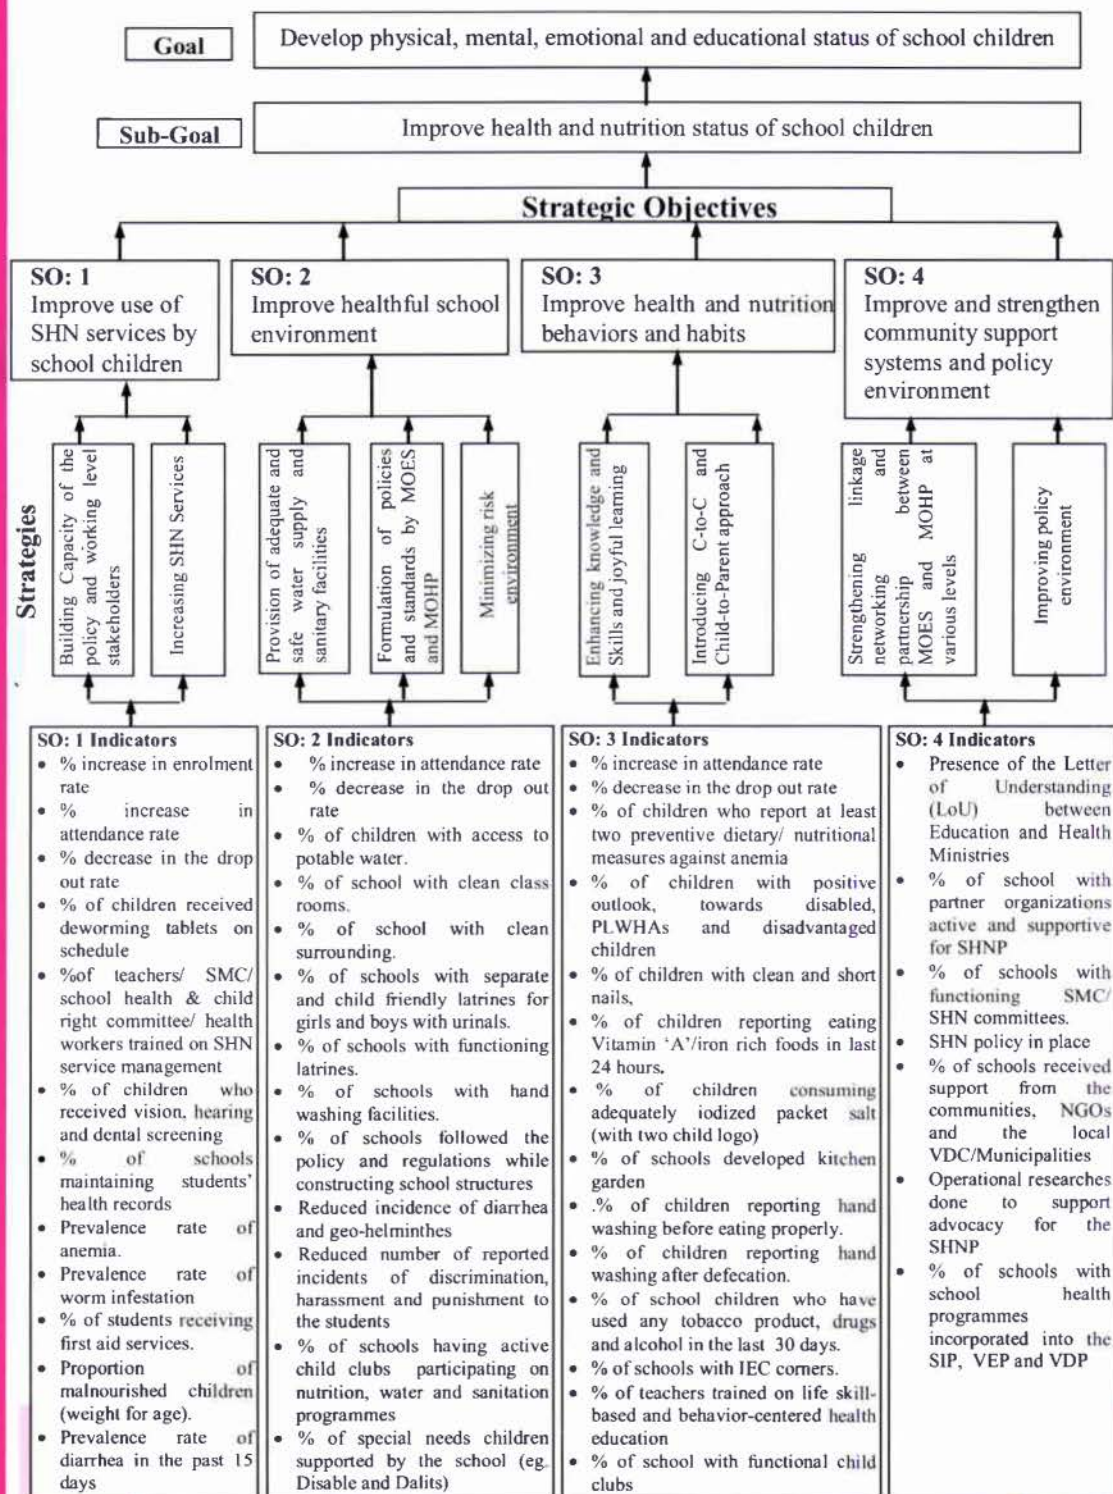 Goal
Develop physical, mental, emotional and educational status of school children
Sub-Goal
Improve health and nutrition status of school children
Strategic Objectives
SO: 1
Improve use of
SHN services by
school children
SO: 2
Improve healthful school
environment
SO: 3
Improve health and nutrition
behaviors and habits
SO: 4
Improve and strengthen
community support
systems and policy
environment
Strategies
Building Capacity of the
policy and working level
stakeholders
Increasing SHN Services
Provision of adequate and
safe water supply and
sanitary facilities
Formulation of policies
and standards by MOES
and MOHP
Minimizing risk
environment
Enhancing knowledge and
Skills and joyful learning
Introducing C-to-C and
Child-to-Parent approach
Strengthening linkage
networking and
partnership between
MOES and MOHP at
various levels
Improving policy
environment
SO: 1 Indicators
• % increase in enrolment
rate
• % increase in
attendance rate
• % decrease in the drop
out rate
• % of children received
deworming tablets on
schedule
• %of teachers/ SMC/
school health & child
right committee/ health
workers trained on SHN
service management
• % of children who
received vision, hearing
and dental screening
• % of schools
maintaining students'
health records
• Prevalence rate of
anemia.
• Prevalence rate of
worm infestation
• % of students receiving
first aid services.
• Proportion of
malnourished children
(weight for age).
• Prevalence rate of
diarrhea in the past 15
days
SO: 2 Indicators
• % increase in attendance rate
• % decrease in the drop out
rate
• % of children with access to
potable water.
• % of school with clean class
rooms.
• % of school with clean
surrounding.
• % of schools with separate
and child friendly latrines for
girls and boys with urinals.
• % of schools with functioning
latrines.
• % of schools with hand
washing facilities.
• % of schools followed the
policy and regulations while
constructing school structures
• Reduced incidence of diarrhea
and geo-helminthes
• Reduced number of reported
incidents of discrimination,
harassment and punishment to
the students
• % of schools having active
child clubs participating on
nutrition, water and sanitation
programmes
• % of special needs children
supported by the school (eg.
Disable and Dalits)
SO: 3 Indicators
• % increase in attendance rate
• % decrease in the drop out rate
• % of children who report at least
two preventive dietary/ nutritional
measures against anemia
• % of children with positive
outlook, towards disabled,
PLWHAs and disadvantaged
children
• % of children with clean and short
nails,
• % of children reporting eating
Vitamin 'A'/iron rich foods in last
24 hours.
• % of children consuming
adequately iodized packet salt
(with two child logo)
• % of schools developed kitchen
garden
• .% of children reporting hand
washing before eating properly.
• % of children reporting hand
washing after defecation.
• % of school children who have
used any tobacco product, drugs
and alcohol in the last 30 days.
• % of schools with IEC corners.
• % of teachers trained on life skill-
based and behavior-centered health
education
• % of school with functional child
clubs
SO: 4 Indicators
• Presence of the Letter
of Understanding
(LoU) between
Education and Health
Ministries
• % of school with
partner organizations
active and supportive
for SHNP
• % of schools with
functioning SMC/
SHN committees.
• SHN policy in place
• % of schools received
support from the
communities, NGOs
and the local
VDC/Municipalities
• Operational researches
done to support
advocacy for the
SHNP
• % of schools with
school health
programmes
incorporated into the
SIP, VEP and VDP